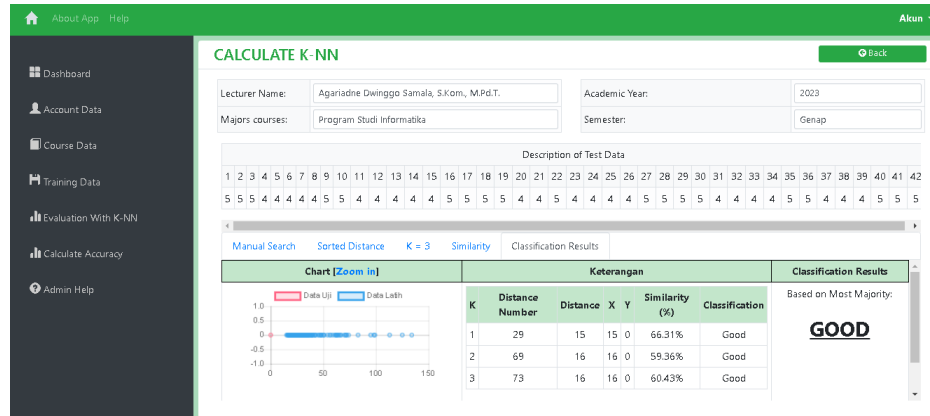 About App Help
Akun
Dashboard
Account Data
Course Data
Training Data
Evaluation With K-NN
Calculate Accuracy
Admin Help
CALCULATE K-NN
Back
Lecturer Name: Agariadne Dwinggo Samala, S.Kom., M.Pd.T. Academic Year: 2023
Majors courses: Program Studi Informatika Semester: Genap
Description of Test Data
1 2 3 4 5 6 7 8 9 10 11 12 13 14 15 16 17 18 19 20 21 22 23 24 25 26 27 28 29 30 31 32 33 34 35 36 37 38 39 40 41 42
5 5 5 4 4 4 4 4 5 5 4 4 4 4 4 5 5 5 5 4 4 5 4 4 4 4 5 5 5 5 4 4 4 4 5 5 4 4 4 5 5 5
Manual Search Sorted Distance K = 3 Similarity Classification Results
Chart [Zoom in] Keterangan Classification Results
Data Uji Data Latih
1.0
0.5
0
-0.5
-1.0
0 50 100 150
K Distance Number Distance X Y Similarity (%) Classification
1 29 15 15 0 66.31% Good
2 69 16 16 0 59.36% Good
3 73 16 16 0 60.43% Good
Based on Most Majority:
GOOD